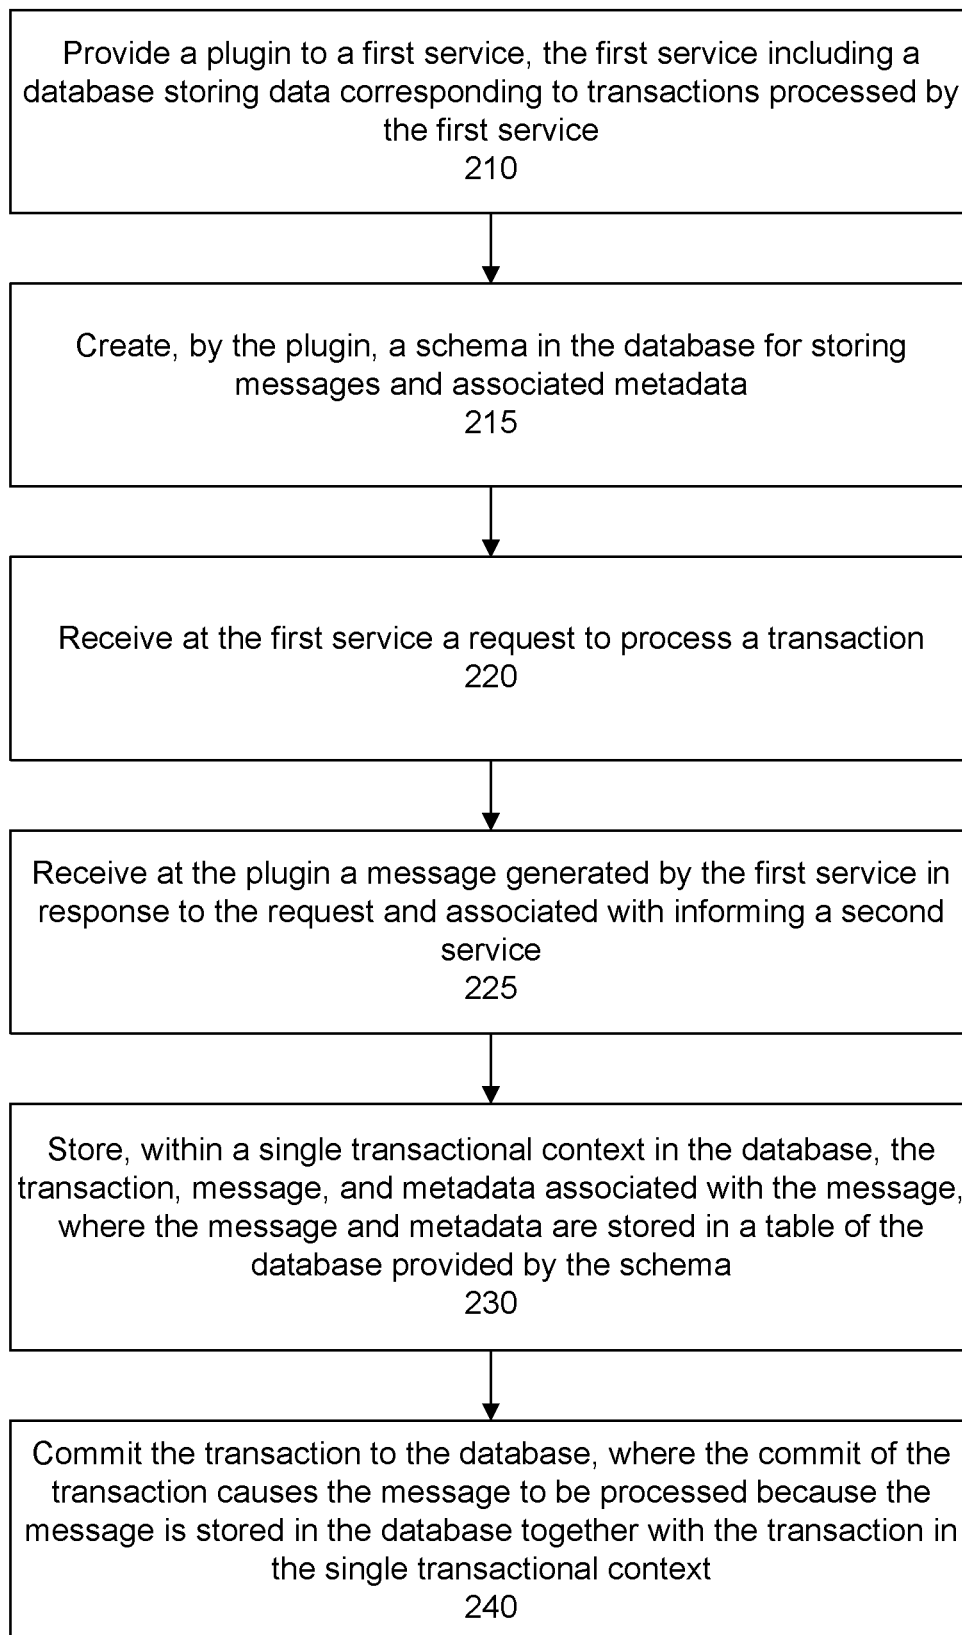 Provide a plugin to a first service, the first service including a
database storing data corresponding to transactions processed by
the first service
210
Create, by the plugin, a schema in the database for storing
messages and associated metadata
215
Receive at the first service a request to process a transaction
220
Receive at the plugin a message generated by the first service in
response to the request and associated with informing a second
service
225
Store, within a single transactional context in the database, the
transaction, message, and metadata associated with the message,
where the message and metadata are stored in a table of the
database provided by the schema
230
Commit the transaction to the database, where the commit of the
transaction causes the message to be processed because the
message is stored in the database together with the transaction in
the single transactional context
240